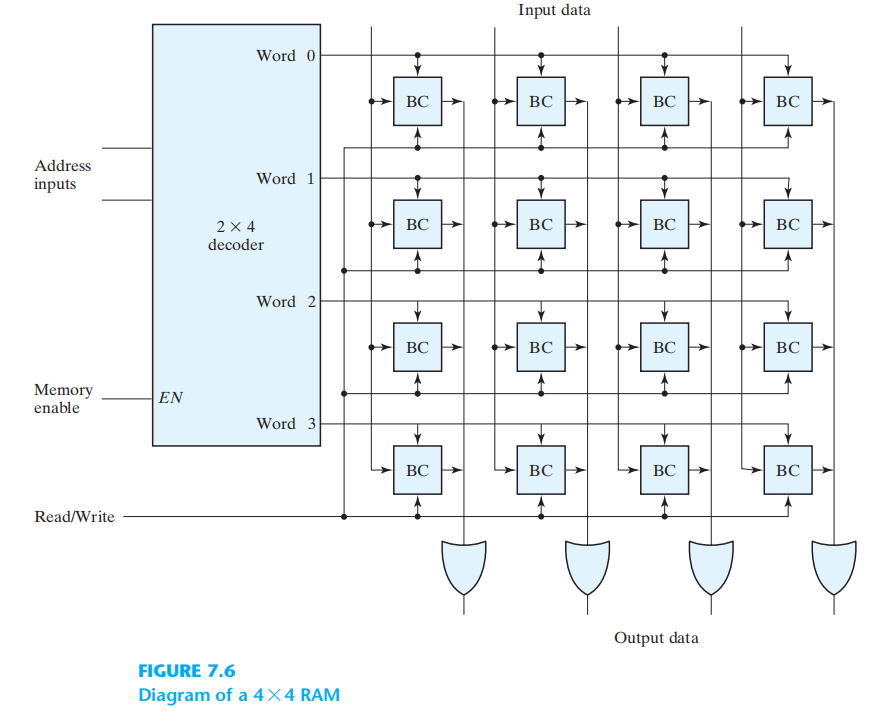 Input data
Word 0
BC BC BC BC
Address
inputs
Word 1
BC BC BC BC
2 × 4
decoder
Word 2
BC BC BC BC
Memory
enable
EN
Word 3
BC BC BC BC
Read/Write
Output data
FIGURE 7.6
Diagram of a 4×4 RAM